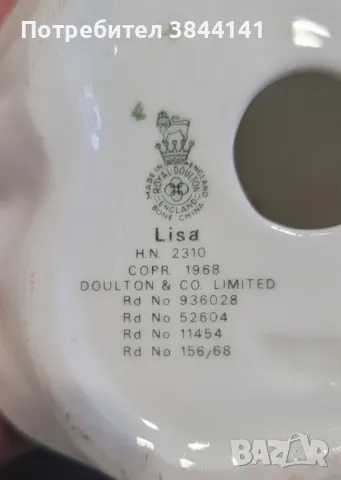 Потребител 3844141
4
MADE IN ENGLAND
ROYAL DOULTON
ENGLAND
BONE CHINA
Lisa
H.N. 2310
COPR. 1968
DOULTON & CO. LIMITED
Rd No 936028
Rd No 52604
Rd No 11454
Rd No 156/68
BAZAR